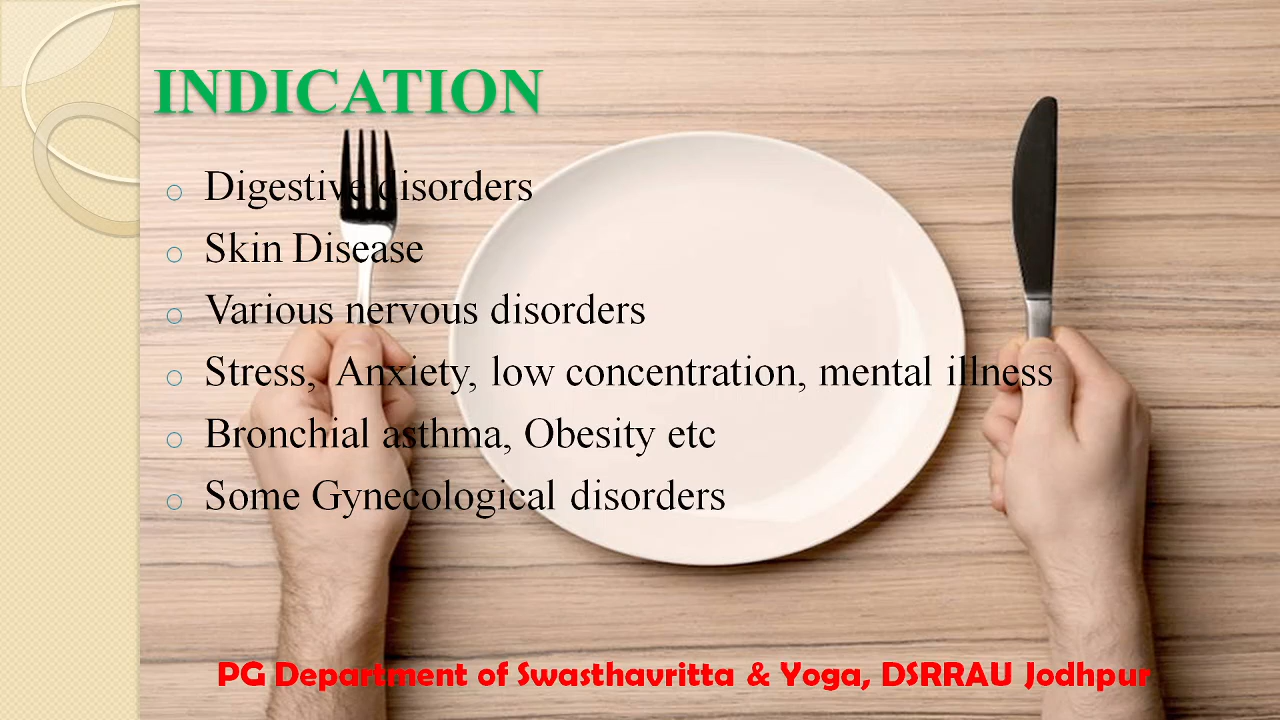 INDICATION
Digestive disorders
Skin Disease
Various nervous disorders
Stress, Anxiety, low concentration, mental illness
Bronchial asthma, Obesity etc
Some Gynecological disorders
PG Department of Swasthavritta & Yoga, DSRRAU Jodhpur